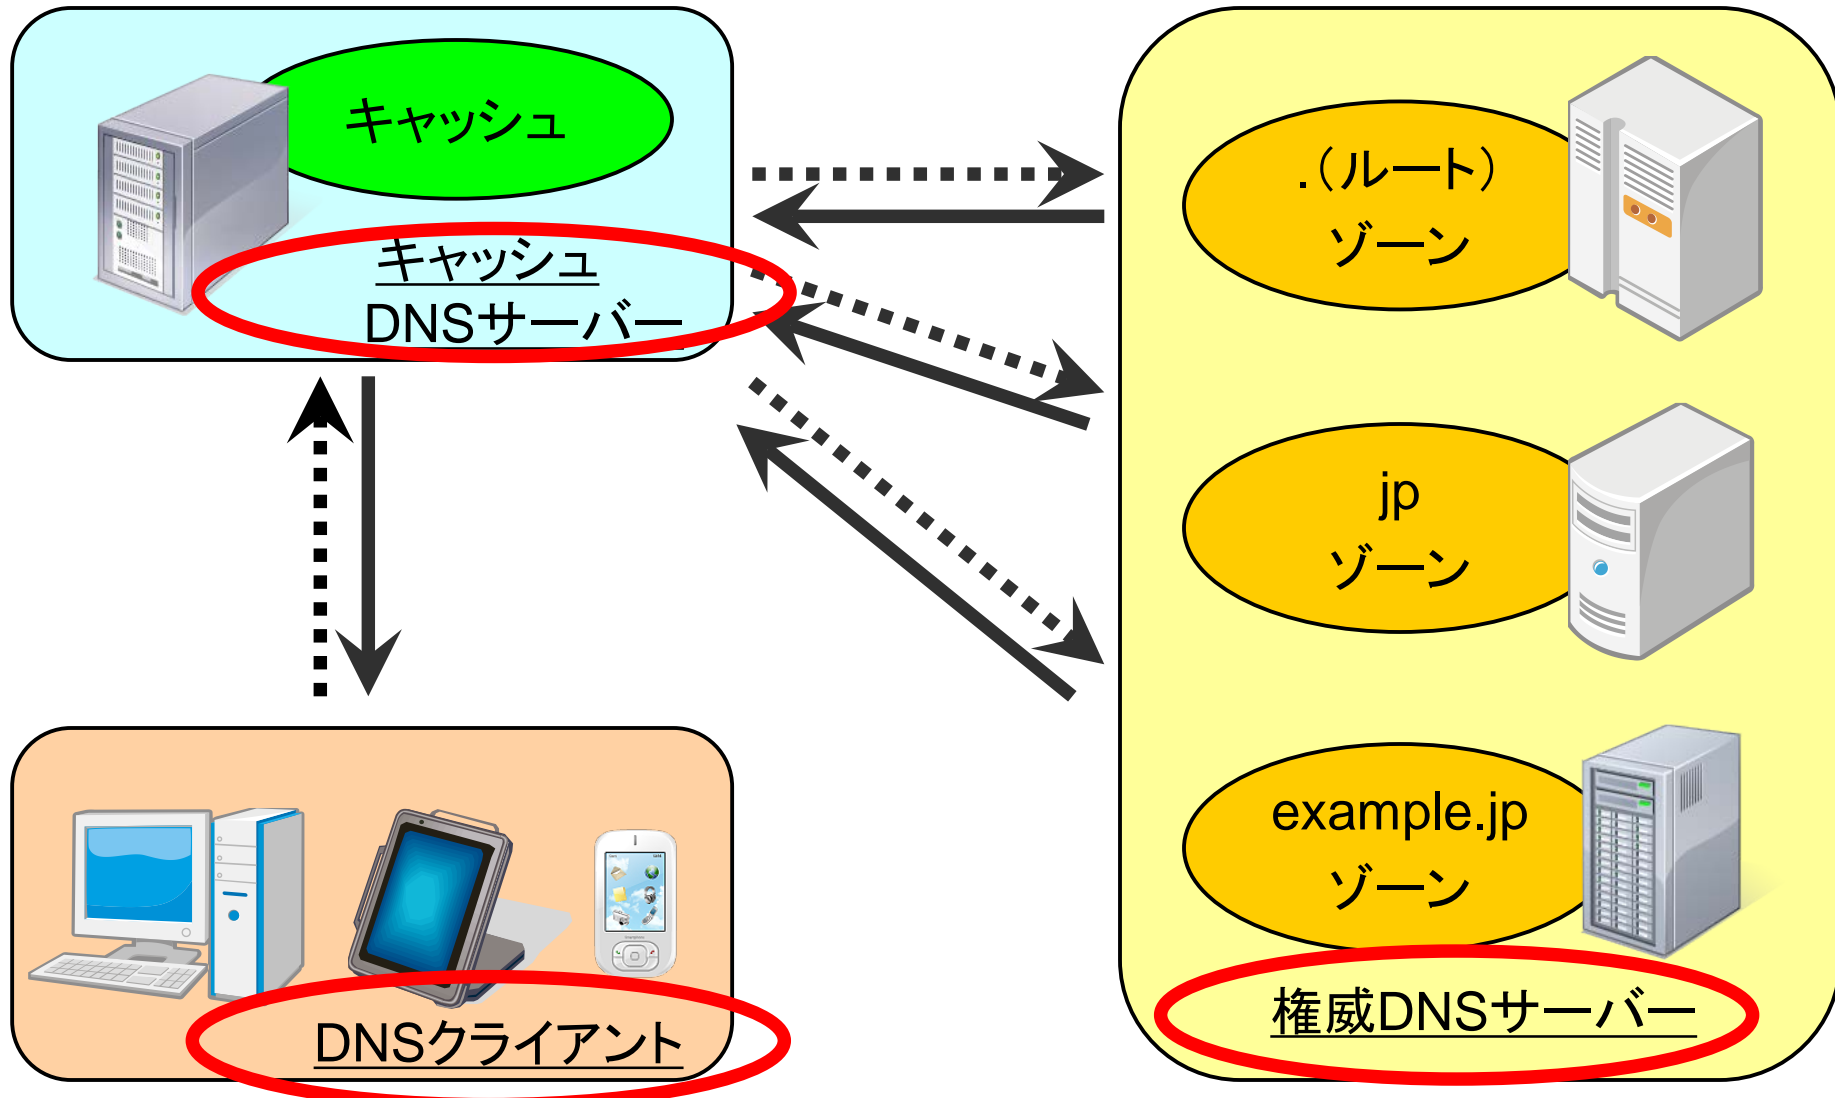 キャッシュ
キャッシュ
DNSサーバー
.(ルート)
ゾーン
jp
ゾーン
example.jp
ゾーン
権威DNSサーバー
DNSクライアント